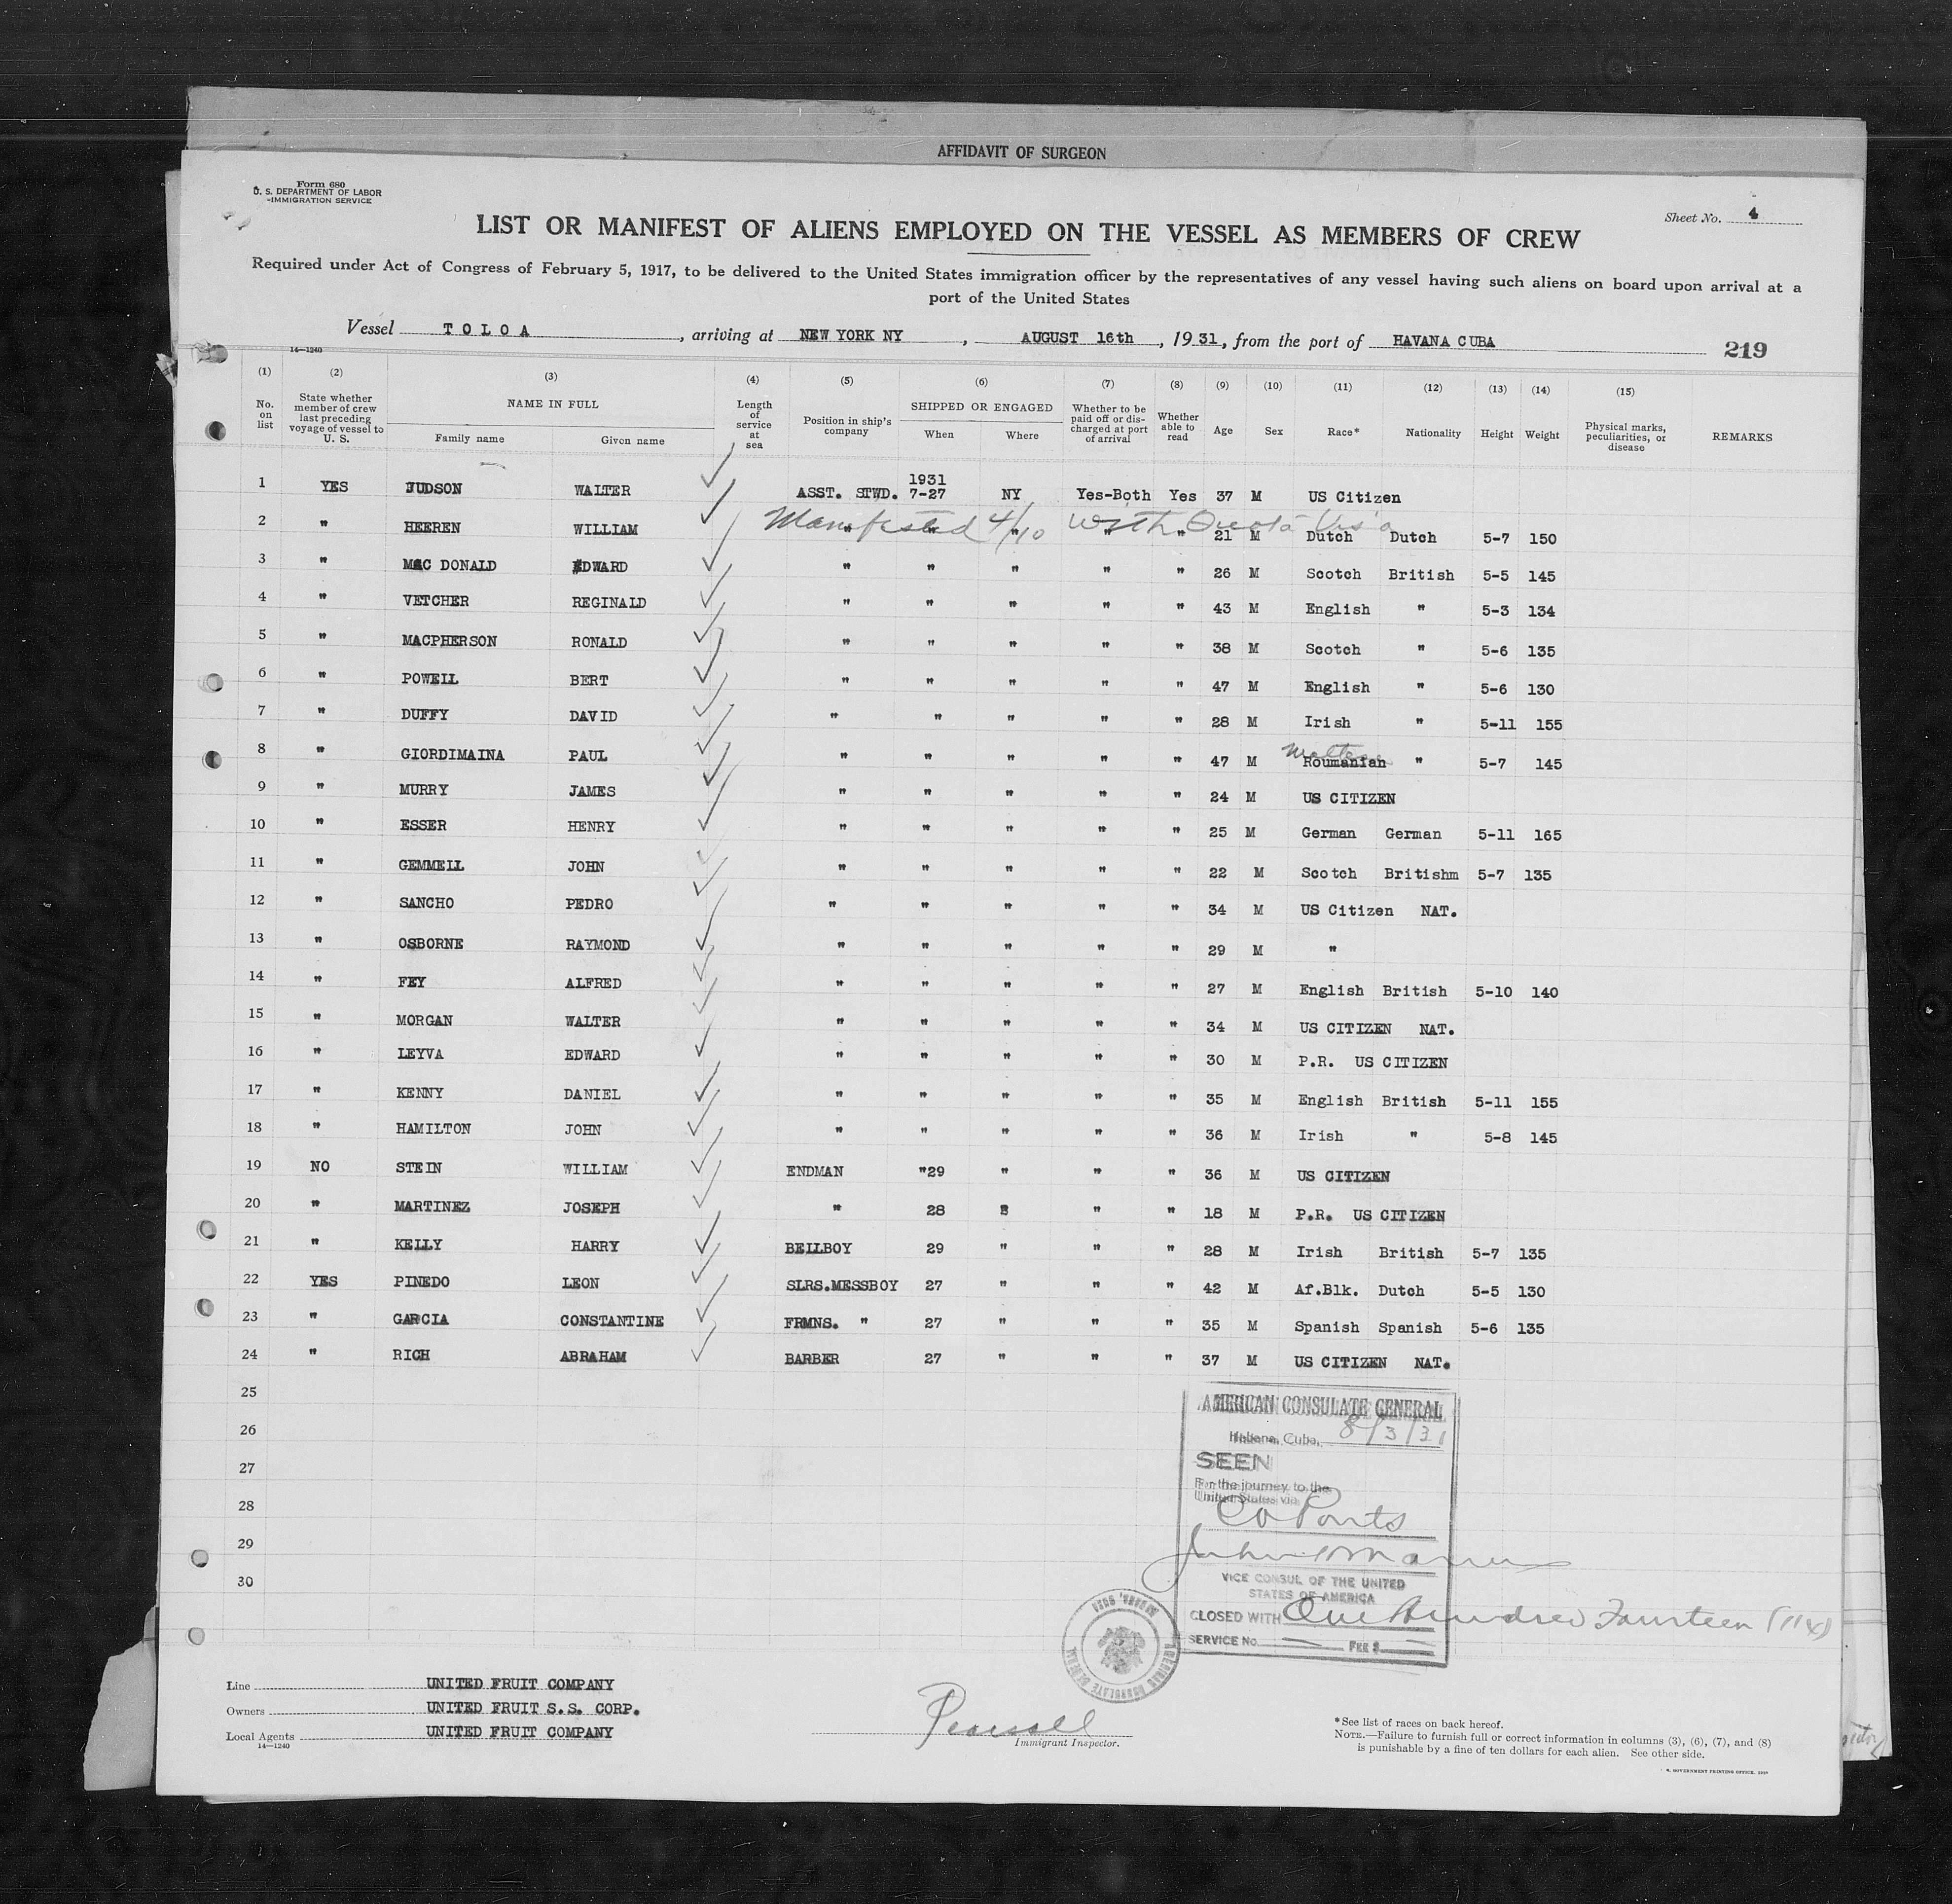 AFFIDAVIT OF SURGEON
Form 680
U. S. DEPARTMENT OF LABOR
IMMIGRATION SERVICE
Sheet No. 4
LIST OR MANIFEST OF ALIENS EMPLOYED ON THE VESSEL AS MEMBERS OF CREW
Required under Act of Congress of February 5, 1917, to be delivered to the United States immigration officer by the representatives of any vessel having such aliens on board upon arrival at a
port of the United States
Vessel TOLOA, arriving at NEW YORK NY, AUGUST 16th, 1931, from the port of HAVANA CUBA 219
14-1240
(1) (2) (3) (4) (5) (6) (7) (8) (9) (10) (11) (12) (13) (14) (15)
No. on list State whether member of crew last preceding voyage of vessel to U. S. NAME IN FULL Family name Given name Length of service at sea Position in ship's company SHIPPED OR ENGAGED When Where Whether to be paid off or discharged at port of arrival Whether able to read Age Sex Race* Nationality Height Weight Physical marks, peculiarities, or disease REMARKS
1 YES JUDSON WALTER ASST. STWD. 1931 7-27 NY Yes-Both Yes 37 M US Citizen
Manifested 4/10 with Quota Visa
2 " HEEREN WILLIAM " " " " " 21 M Dutch Dutch 5-7 150
3 " MAC DONALD EDWARD " " " " " 26 M Scotch British 5-5 145
4 " VETCHER REGINALD " " " " " 43 M English " 5-3 134
5 " MACPHERSON RONALD " " " " " 38 M Scotch " 5-6 135
6 " POWELL BERT " " " " " 47 M English " 5-6 130
7 " DUFFY DAVID " " " " " 28 M Irish " 5-11 155
8 " GIORDIMAINA PAUL " " " " " 47 M Maltese Roumanian " 5-7 145
9 " MURRY JAMES " " " " " 24 M US CITIZEN
10 " ESSER HENRY " " " " " 25 M German German 5-11 165
11 " GEMMELL JOHN " " " " " 22 M Scotch Britishm 5-7 135
12 " SANCHO PEDRO " " " " " 34 M US Citizen NAT.
13 " OSBORNE RAYMOND " " " " " 29 M "
14 " FEY ALFRED " " " " " 27 M English British 5-10 140
15 " MORGAN WALTER " " " " " 34 M US CITIZEN NAT.
16 " LEYVA EDWARD " " " " " 30 M P.R. US CITIZEN
17 " KENNY DANIEL " " " " " 35 M English British 5-11 155
18 " HAMILTON JOHN " " " " " 36 M Irish " 5-8 145
19 NO STEIN WILLIAM ENDMAN "29 " " " 36 M US CITIZEN
20 " MARTINEZ JOSEPH " 28 " " " 18 M P.R. US CITIZEN
21 " KELLY HARRY BELLBOY 29 " " " 28 M Irish British 5-7 135
22 YES PINEDO LEON SLRS.MESSBOY 27 " " " 42 M Af.Blk. Dutch 5-5 130
23 " GARCIA CONSTANTINE FRMNS. " 27 " " " 35 M Spanish Spanish 5-6 135
24 " RICH ABRAHAM BARBER 27 " " " 37 M US CITIZEN NAT.
25
26
27
28
29
30
AMERICAN CONSULATE GENERAL
Habana, Cuba, 8/3/31
SEEN
For the journey to the
United States via
Co Ports
VICE CONSUL OF THE UNITED
STATES OF AMERICA
CLOSED WITH One Hundred Fourteen (114)
SERVICE No. FEE $
Line UNITED FRUIT COMPANY
Owners UNITED FRUIT S.S. CORP.
Local Agents UNITED FRUIT COMPANY
14-1240
Immigrant Inspector.
*See list of races on back hereof.
NOTE.—Failure to furnish full or correct information in columns (3), (6), (7), and (8)
is punishable by a fine of ten dollars for each alien. See other side.